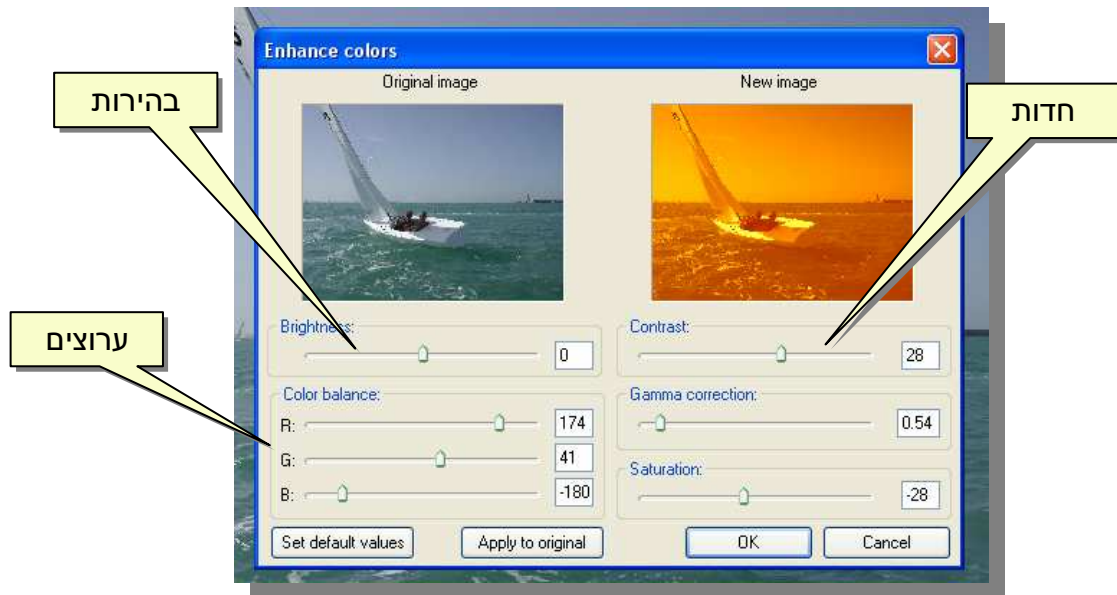 Enhance colors
Original image
New image
בהירות
חדות
ערוצים
Brightness:
0
Contrast:
28
Color balance:
R:
174
G:
41
B:
-180
Gamma correction:
0.54
Saturation:
-28
Set default values
Apply to original
OK
Cancel